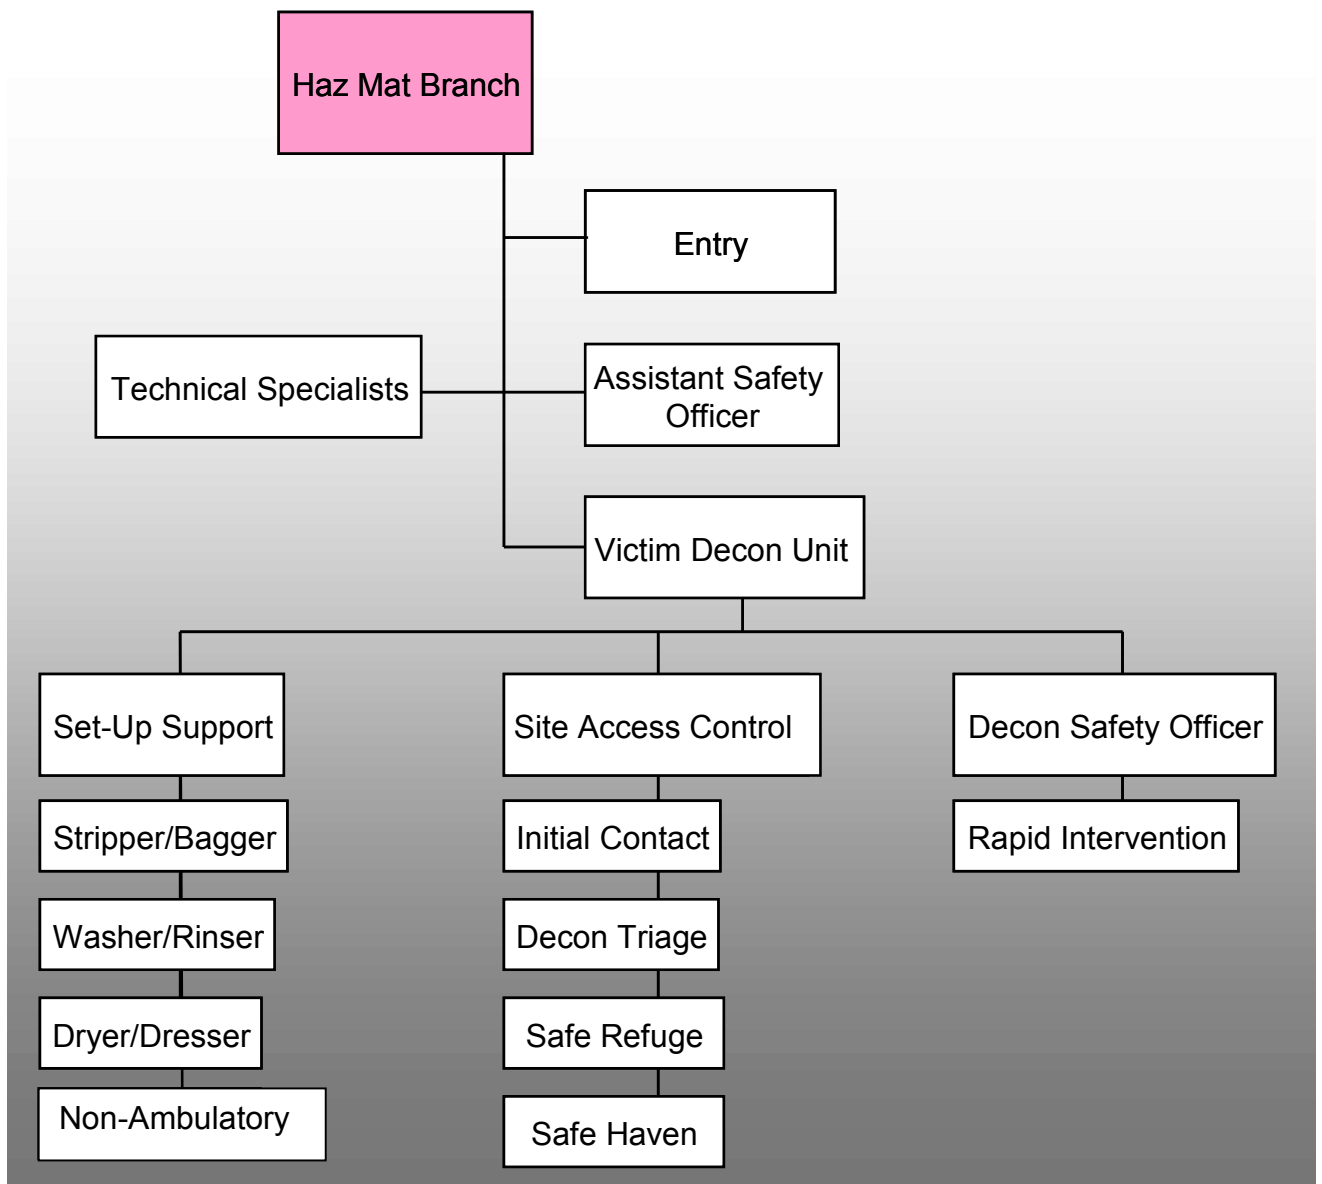 Haz Mat Branch
Entry
Technical Specialists
Assistant Safety
Officer
Victim Decon Unit
Set-Up Support
Site Access Control
Decon Safety Officer
Stripper/Bagger
Initial Contact
Rapid Intervention
Washer/Rinser
Decon Triage
Dryer/Dresser
Safe Refuge
Non-Ambulatory
Safe Haven